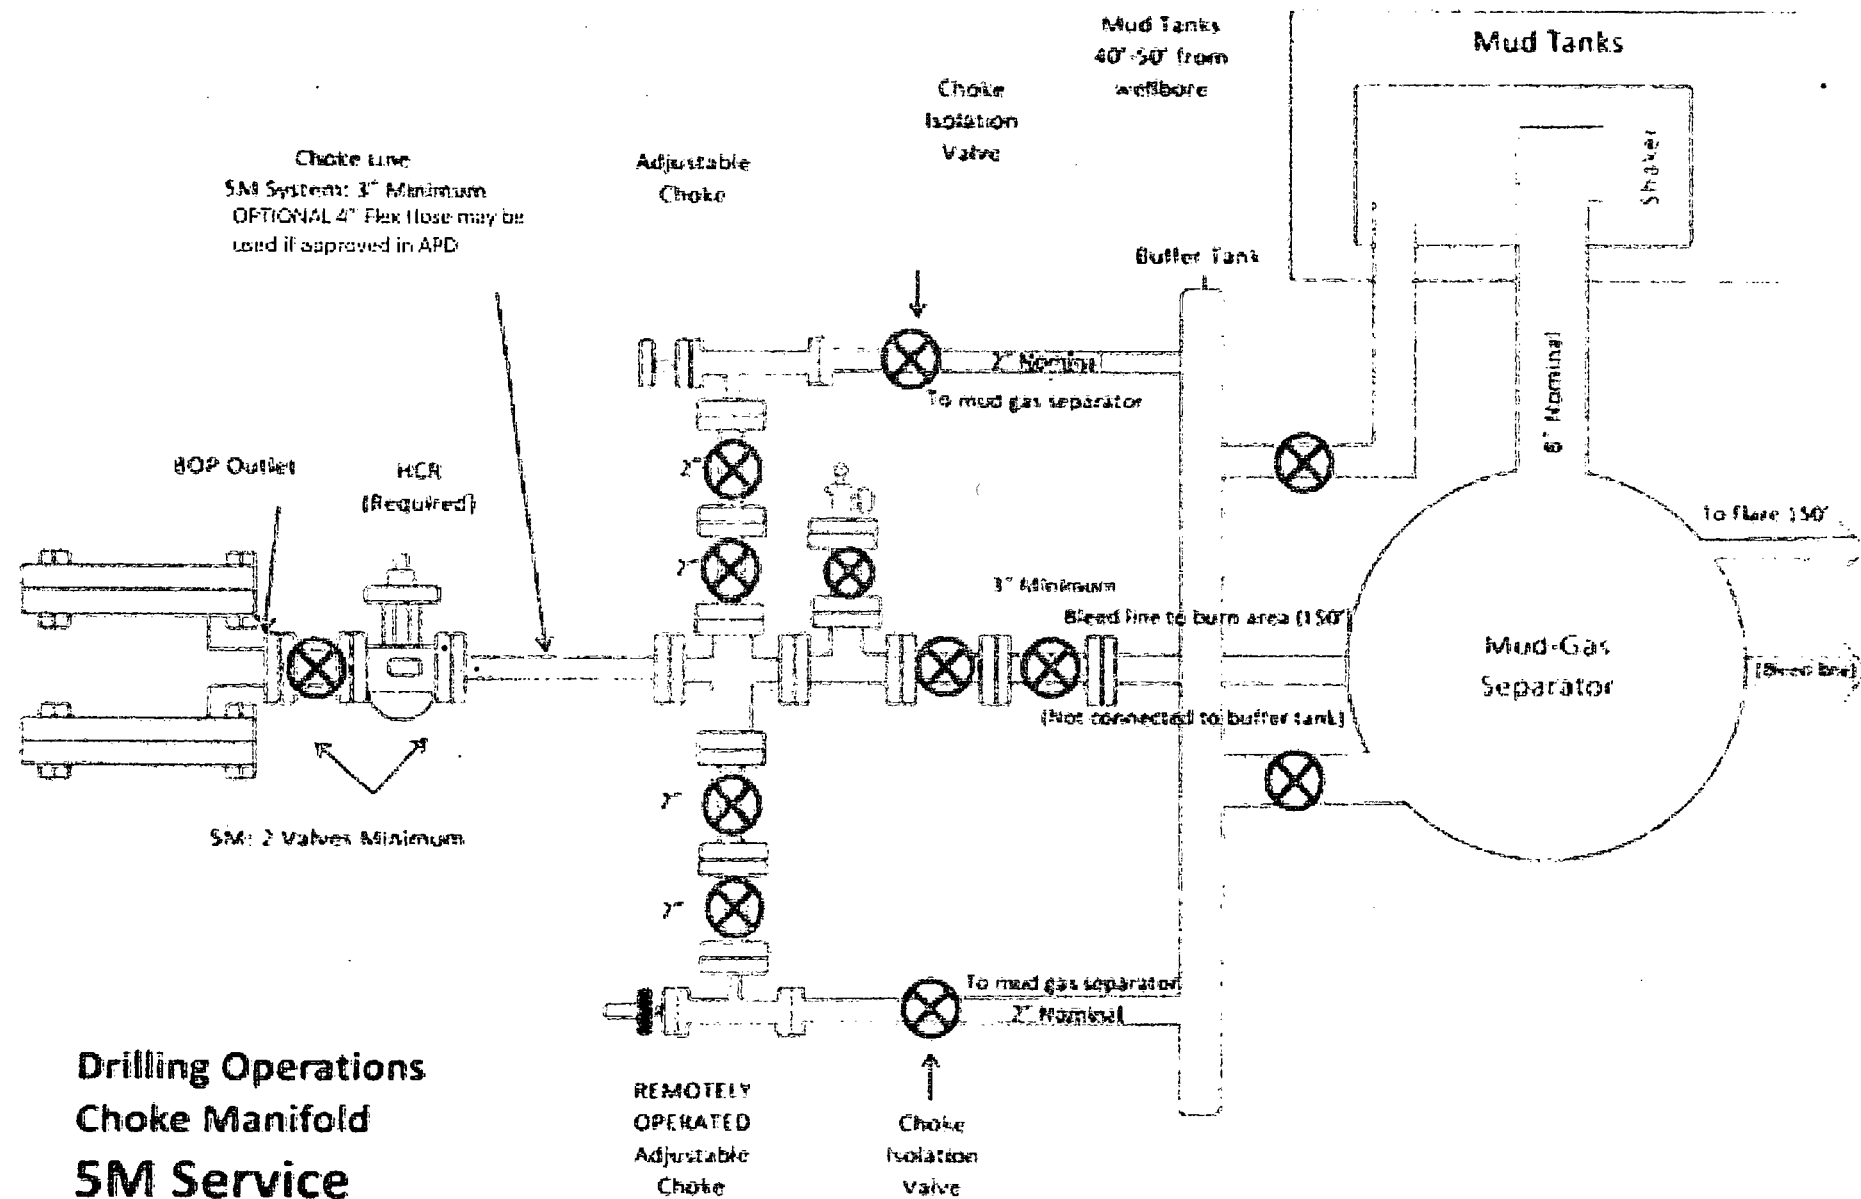 Mud Tanks
40'-50' from
wellbore
Mud Tanks
Shaker
Choke
Isolation
Valve
Adjustable
Choke
Choke Line
5M System: 3" Minimum
OPTIONAL 4" Flex Hose may be
used if approved in APD
Buffer Tank
2" Nominal
To mud gas separator
6" Nominal
BOP Outlet
HCR
(Required)
2"
2"
To flare 150'
3" Minimum
Bleed line to burn area (150')
Mud-Gas
Separator
(Bleed line)
(Not connected to buffer tank)
2"
2"
5M: 2 Valves Minimum
To mud gas separator
2" Nominal
Drilling Operations
Choke Manifold
5M Service
REMOTELY
OPERATED
Adjustable
Choke
Choke
Isolation
Valve